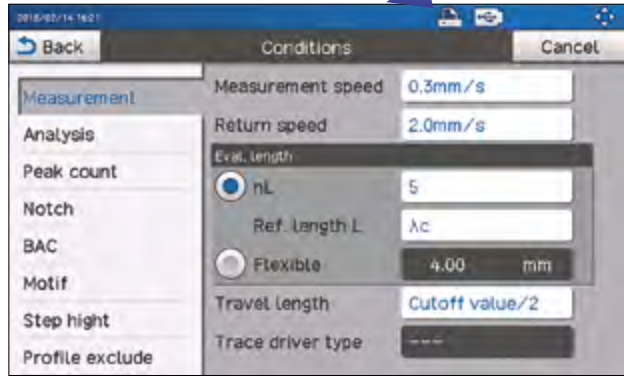 2018/02/14 16:21
Back
Conditions
Cancel
Measurement
Analysis
Peak count
Notch
BAC
Motif
Step hight
Profile exclude
Measurement speed 0.3mm/s
Return speed 2.0mm/s
Eval. length
nL 5
Ref. length L λc
Flexible 4.00 mm
Travel length Cutoff value/2
Trace driver type ---